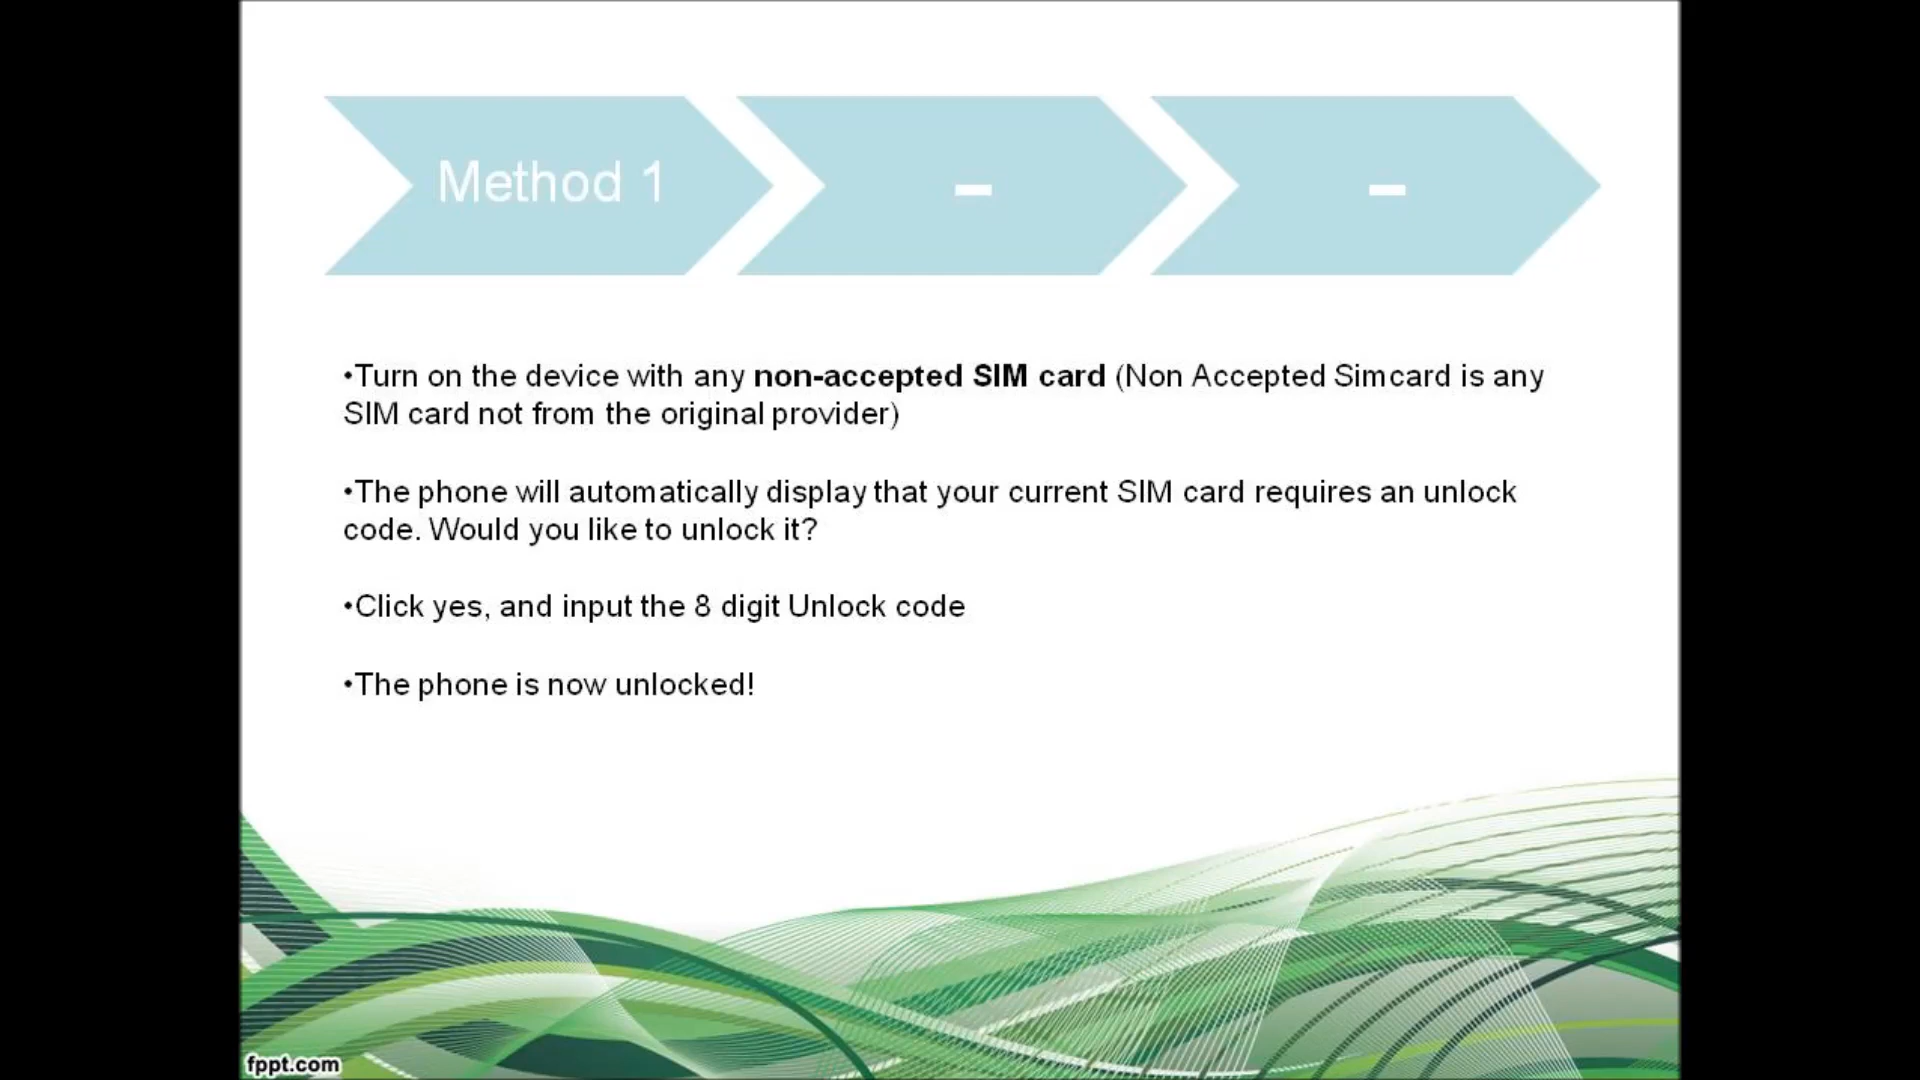 Method 1
-
-
•Turn on the device with any non-accepted SIM card (Non Accepted Simcard is any
SIM card not from the original provider)
•The phone will automatically display that your current SIM card requires an unlock
code. Would you like to unlock it?
•Click yes, and input the 8 digit Unlock code
•The phone is now unlocked!
fppt.com